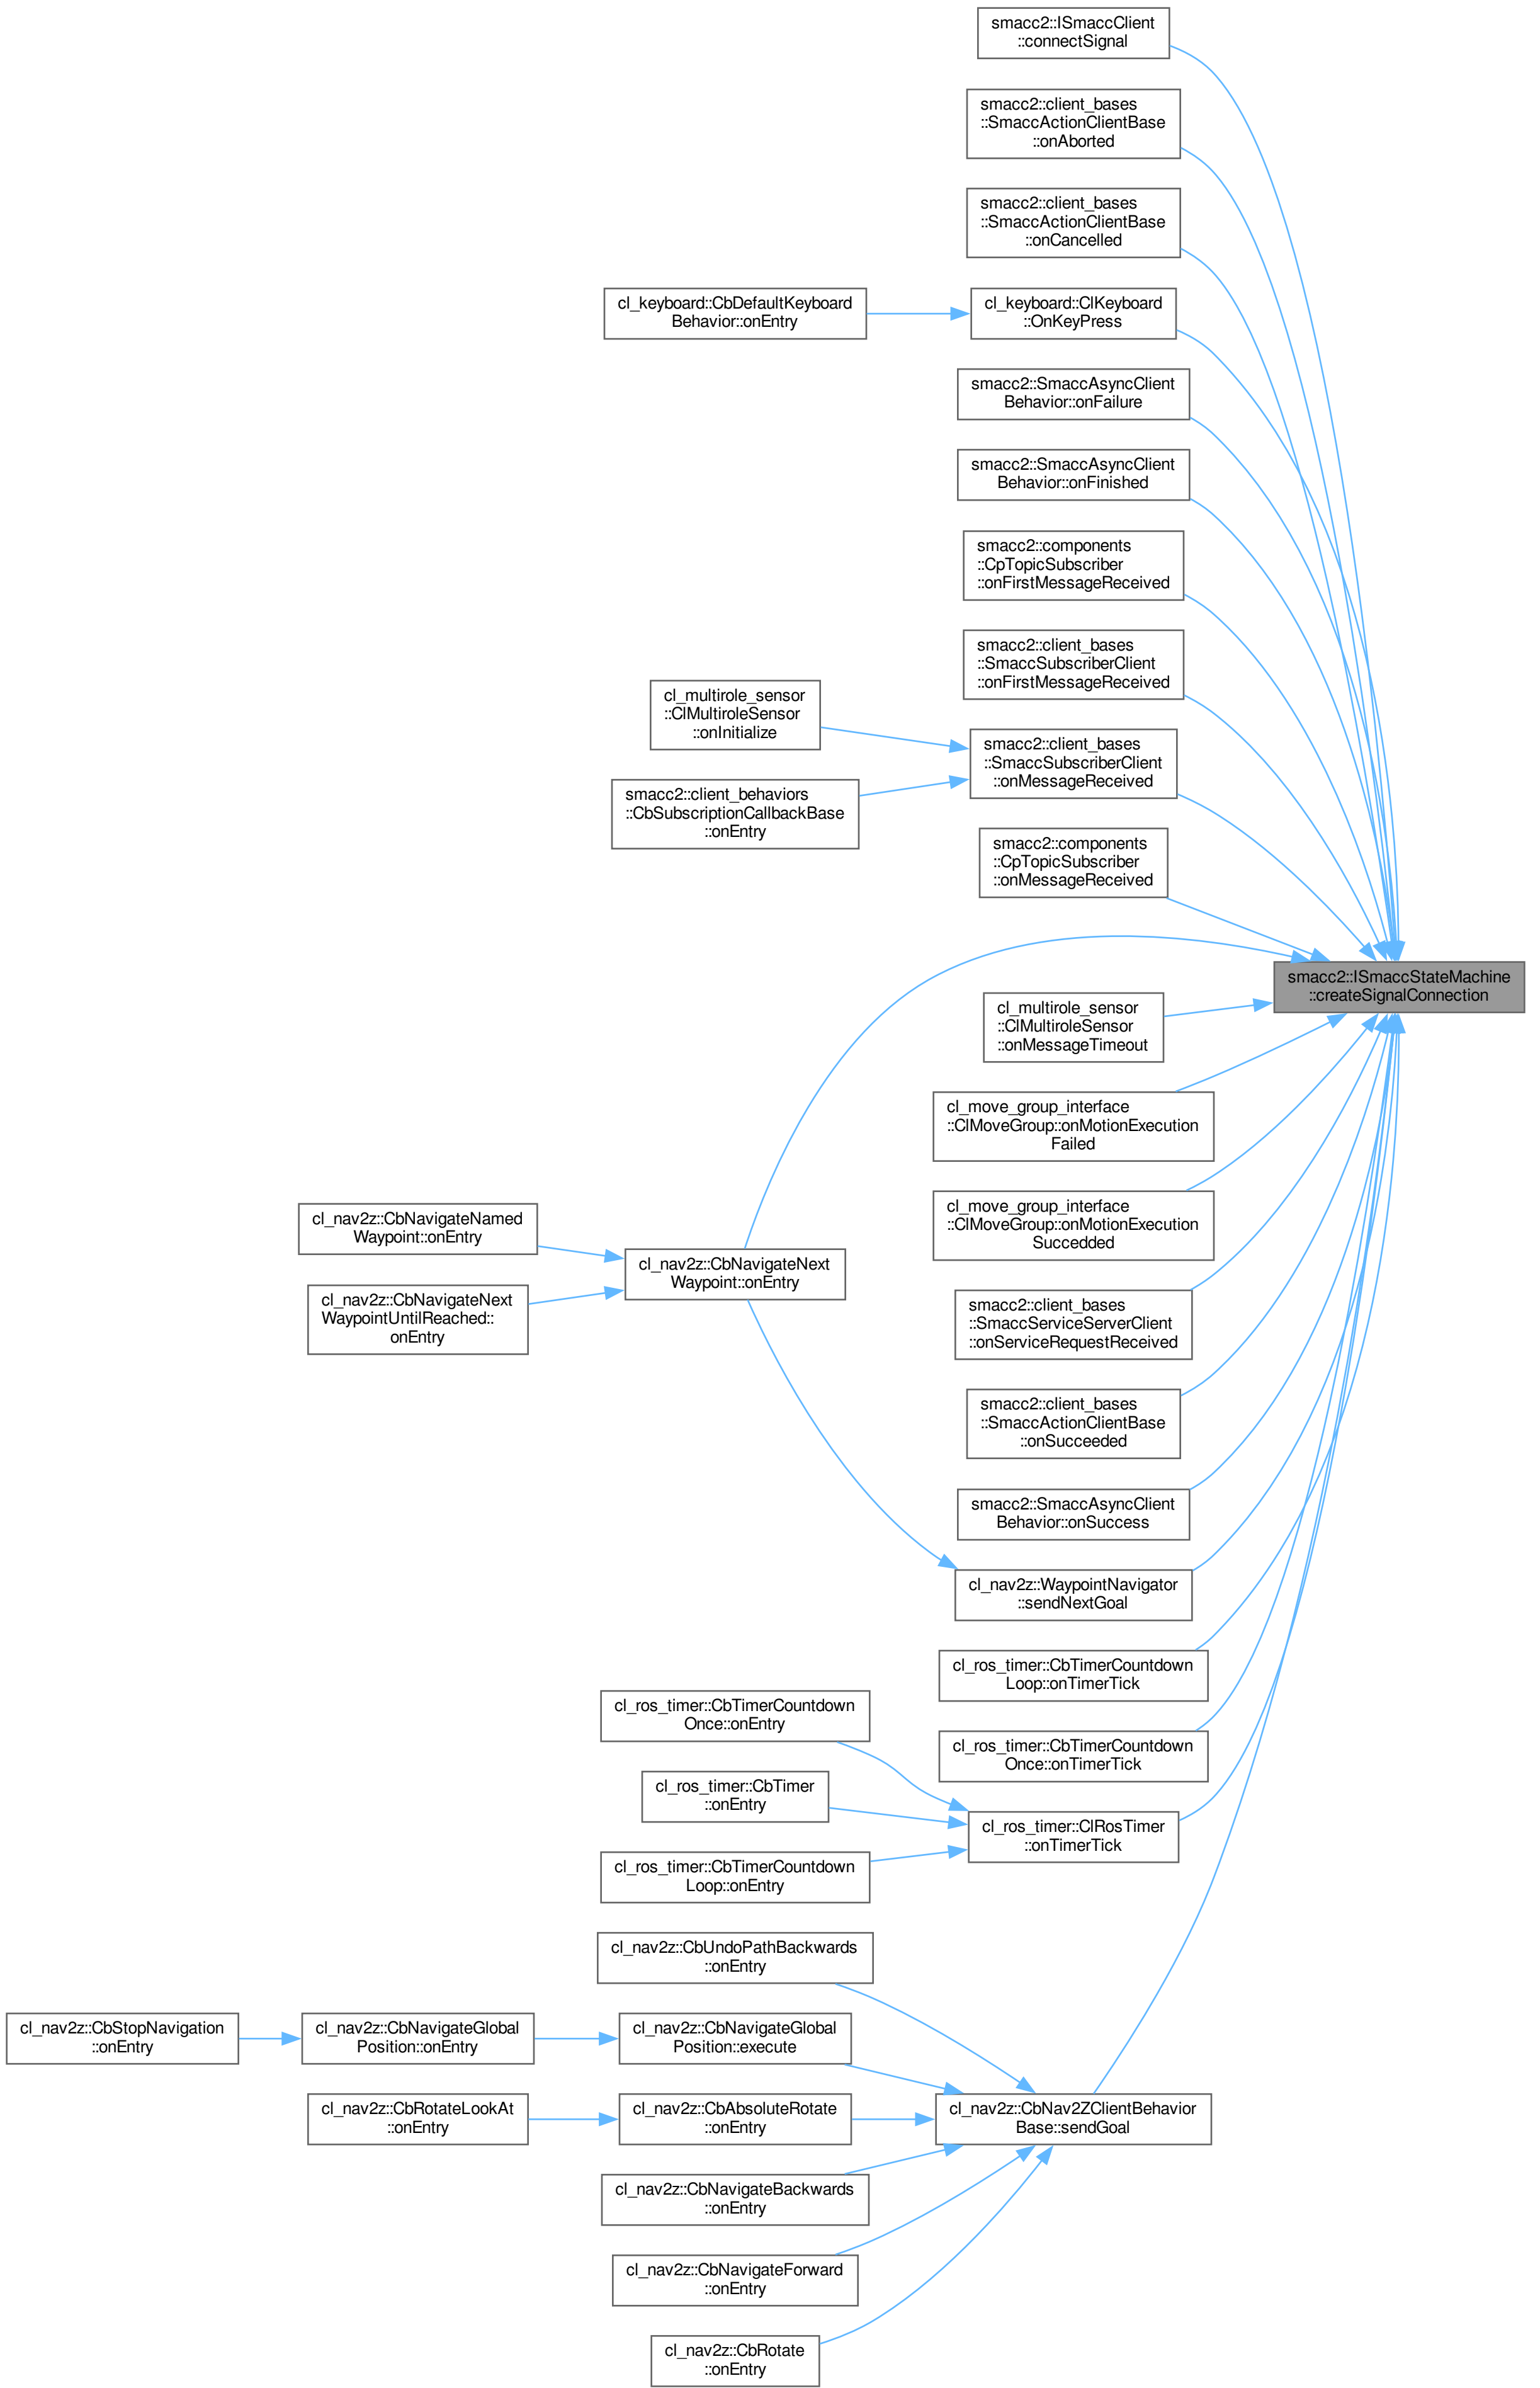 smacc2::ISmaccClient
::connectSignal
smacc2::client_bases
::SmaccActionClientBase
::onAborted
smacc2::client_bases
::SmaccActionClientBase
::onCancelled
cl_keyboard::CbDefaultKeyboard
Behavior::onEntry
cl_keyboard::ClKeyboard
::OnKeyPress
smacc2::SmaccAsyncClient
Behavior::onFailure
smacc2::SmaccAsyncClient
Behavior::onFinished
smacc2::components
::CpTopicSubscriber
::onFirstMessageReceived
smacc2::client_bases
::SmaccSubscriberClient
::onFirstMessageReceived
cl_multirole_sensor
::ClMultiroleSensor
::onInitialize
smacc2::client_bases
::SmaccSubscriberClient
::onMessageReceived
smacc2::client_behaviors
::CbSubscriptionCallbackBase
::onEntry
smacc2::components
::CpTopicSubscriber
::onMessageReceived
smacc2::ISmaccStateMachine
::createSignalConnection
cl_multirole_sensor
::ClMultiroleSensor
::onMessageTimeout
cl_move_group_interface
::ClMoveGroup::onMotionExecution
Failed
cl_move_group_interface
::ClMoveGroup::onMotionExecution
Succedded
cl_nav2z::CbNavigateNamed
Waypoint::onEntry
cl_nav2z::CbNavigateNext
Waypoint::onEntry
cl_nav2z::CbNavigateNext
WaypointUntilReached::
onEntry
smacc2::client_bases
::SmaccServiceServerClient
::onServiceRequestReceived
smacc2::client_bases
::SmaccActionClientBase
::onSucceeded
smacc2::SmaccAsyncClient
Behavior::onSuccess
cl_nav2z::WaypointNavigator
::sendNextGoal
cl_ros_timer::CbTimerCountdown
Loop::onTimerTick
cl_ros_timer::CbTimerCountdown
Once::onEntry
cl_ros_timer::CbTimerCountdown
Once::onTimerTick
cl_ros_timer::CbTimer
::onEntry
cl_ros_timer::ClRosTimer
::onTimerTick
cl_ros_timer::CbTimerCountdown
Loop::onEntry
cl_nav2z::CbUndoPathBackwards
::onEntry
cl_nav2z::CbStopNavigation
::onEntry
cl_nav2z::CbNavigateGlobal
Position::onEntry
cl_nav2z::CbNavigateGlobal
Position::execute
cl_nav2z::CbRotateLookAt
::onEntry
cl_nav2z::CbAbsoluteRotate
::onEntry
cl_nav2z::CbNav2ZClientBehavior
Base::sendGoal
cl_nav2z::CbNavigateBackwards
::onEntry
cl_nav2z::CbNavigateForward
::onEntry
cl_nav2z::CbRotate
::onEntry